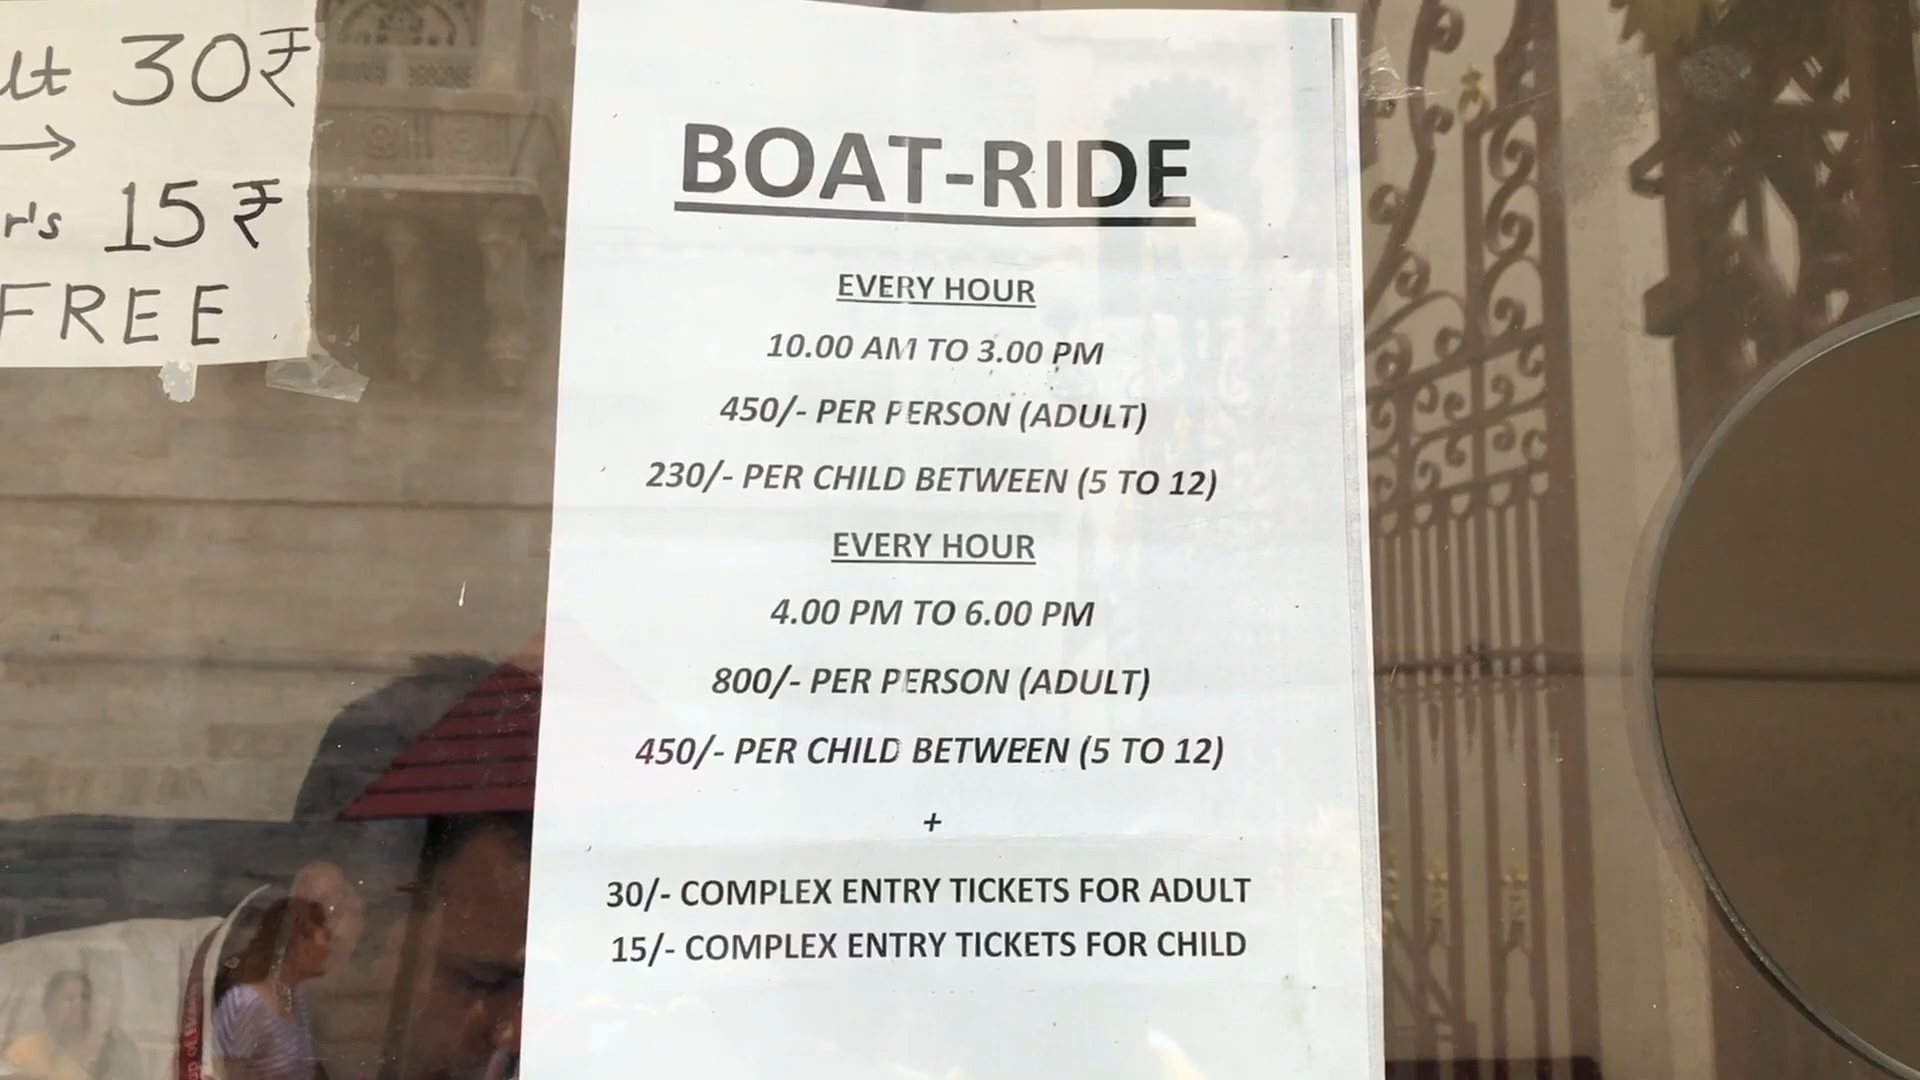 30₹
→
15₹
FREE
BOAT-RIDE
EVERY HOUR
10.00 AM TO 3.00 PM
450/- PER PERSON (ADULT)
230/- PER CHILD BETWEEN (5 TO 12)
EVERY HOUR
4.00 PM TO 6.00 PM
800/- PER PERSON (ADULT)
450/- PER CHILD BETWEEN (5 TO 12)
+
30/- COMPLEX ENTRY TICKETS FOR ADULT
15/- COMPLEX ENTRY TICKETS FOR CHILD